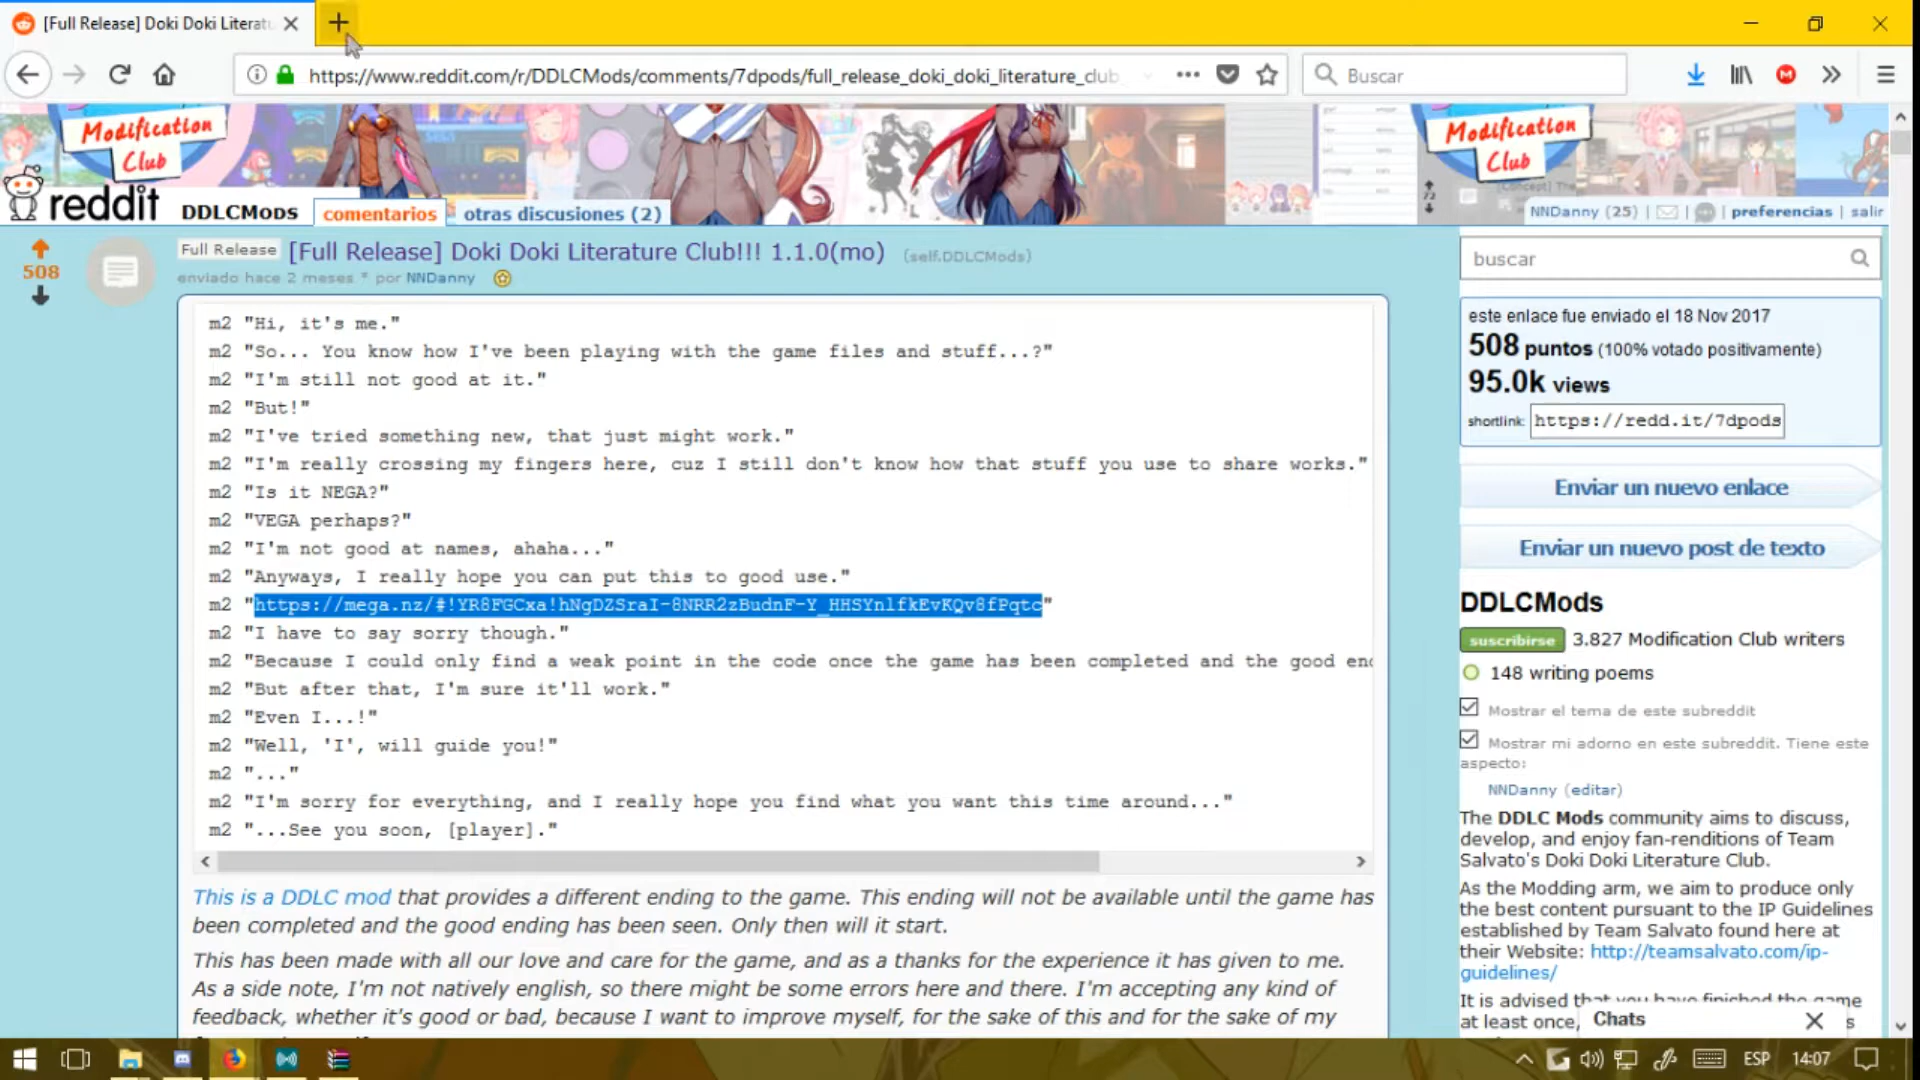 [Full Release] Doki Doki Literatu
https://www.reddit.com/r/DDLCMods/comments/7dpods/full_release_doki_doki_literature_club_
Buscar
Modification
Club
Modification
Club
reddit DDLCMODS comentarios otras discusiones (2)
NNDanny (25) | | | preferencias | salir
508
Full Release [Full Release] Doki Doki Literature Club!!! 1.1.0(mo) (self.DDLCMods)
enviado hace 2 meses * por NNDanny
m2 "Hi, it's me."
m2 "So... You know how I've been playing with the game files and stuff...?"
m2 "I'm still not good at it."
m2 "But!"
m2 "I've tried something new, that just might work."
m2 "I'm really crossing my fingers here, cuz I still don't know how that stuff you use to share works."
m2 "Is it NEGA?"
m2 "VEGA perhaps?"
m2 "I'm not good at names, ahaha..."
m2 "Anyways, I really hope you can put this to good use."
m2 "https://mega.nz/#!YR8FGCxa!hNgDZSraI-8NRR2zBudnF-Y_HHSYnlfkEvKQv8fPqtc"
m2 "I have to say sorry though."
m2 "Because I could only find a weak point in the code once the game has been completed and the good end
m2 "But after that, I'm sure it'll work."
m2 "Even I...!"
m2 "Well, 'I', will guide you!"
m2 "..."
m2 "I'm sorry for everything, and I really hope you find what you want this time around..."
m2 "...See you soon, [player]."
This is a DDLC mod that provides a different ending to the game. This ending will not be available until the game has
been completed and the good ending has been seen. Only then will it start.
This has been made with all our love and care for the game, and as a thanks for the experience it has given to me.
As a side note, I'm not natively english, so there might be some errors here and there. I'm accepting any kind of
feedback, whether it's good or bad, because I want to improve myself, for the sake of this and for the sake of my
buscar
este enlace fue enviado el 18 Nov 2017
508 puntos (100% votado positivamente)
95.0k views
shortlink: https://redd.it/7dpods
Enviar un nuevo enlace
Enviar un nuevo post de texto
DDLCMods
suscribirse 3.827 Modification Club writers
148 writing poems
Mostrar el tema de este subreddit
Mostrar mi adorno en este subreddit. Tiene este
aspecto:
NNDanny (editar)
The DDLC Mods community aims to discuss,
develop, and enjoy fan-renditions of Team
Salvato's Doki Doki Literature Club.
As the Modding arm, we aim to produce only
the best content pursuant to the IP Guidelines
established by Team Salvato found here at
their Website: http://teamsalvato.com/ip-
guidelines/
It is advised that you have finished the game
at least once,
Chats
ESP 14:07